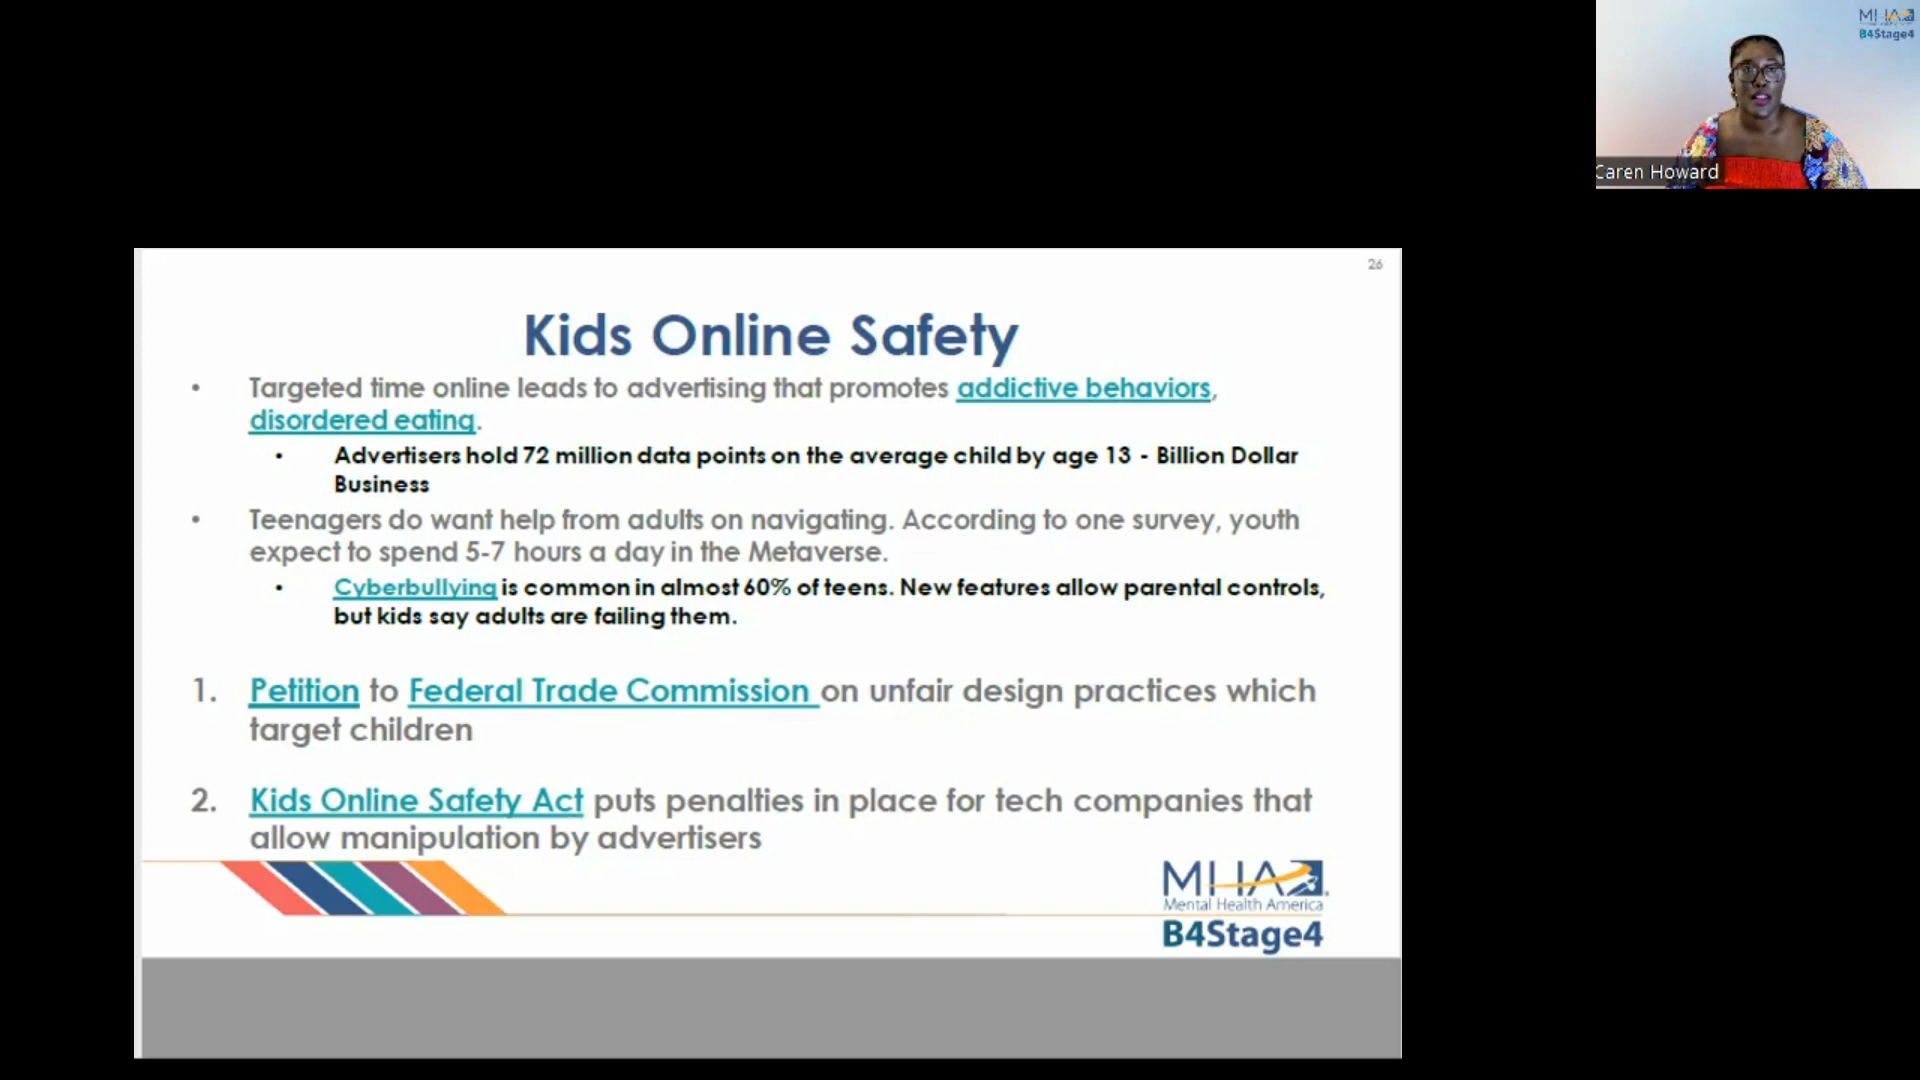 MHA
B4Stage4
Caren Howard
26
Kids Online Safety
• Targeted time online leads to advertising that promotes addictive behaviors,
disordered eating.
• Advertisers hold 72 million data points on the average child by age 13 - Billion Dollar
Business
• Teenagers do want help from adults on navigating. According to one survey, youth
expect to spend 5-7 hours a day in the Metaverse.
• Cyberbullying is common in almost 60% of teens. New features allow parental controls,
but kids say adults are failing them.
1. Petition to Federal Trade Commission on unfair design practices which
target children
2. Kids Online Safety Act puts penalties in place for tech companies that
allow manipulation by advertisers
MHA
Mental Health America
B4Stage4